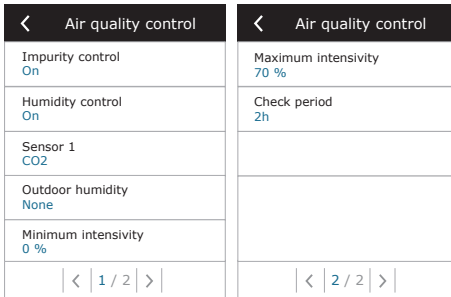 Air quality control
Impurity control
On
Humidity control
On
Sensor 1
CO2
Outdoor humidity
None
Minimum intensivity
0 %
1 / 2
Air quality control
Maximum intensivity
70 %
Check period
2h
2 / 2